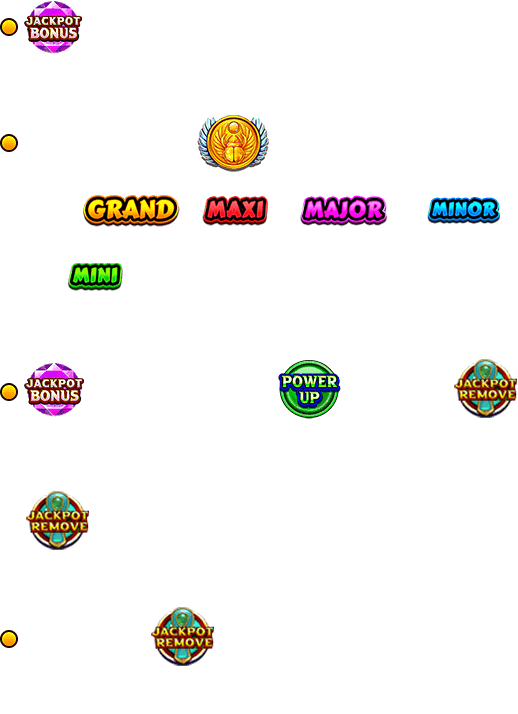 JACKPOT
BONUS
GRAND MAXI MAJOR MINOR
MINI
JACKPOT BONUS POWER UP JACKPOT REMOVE
JACKPOT
REMOVE
JACKPOT
REMOVE